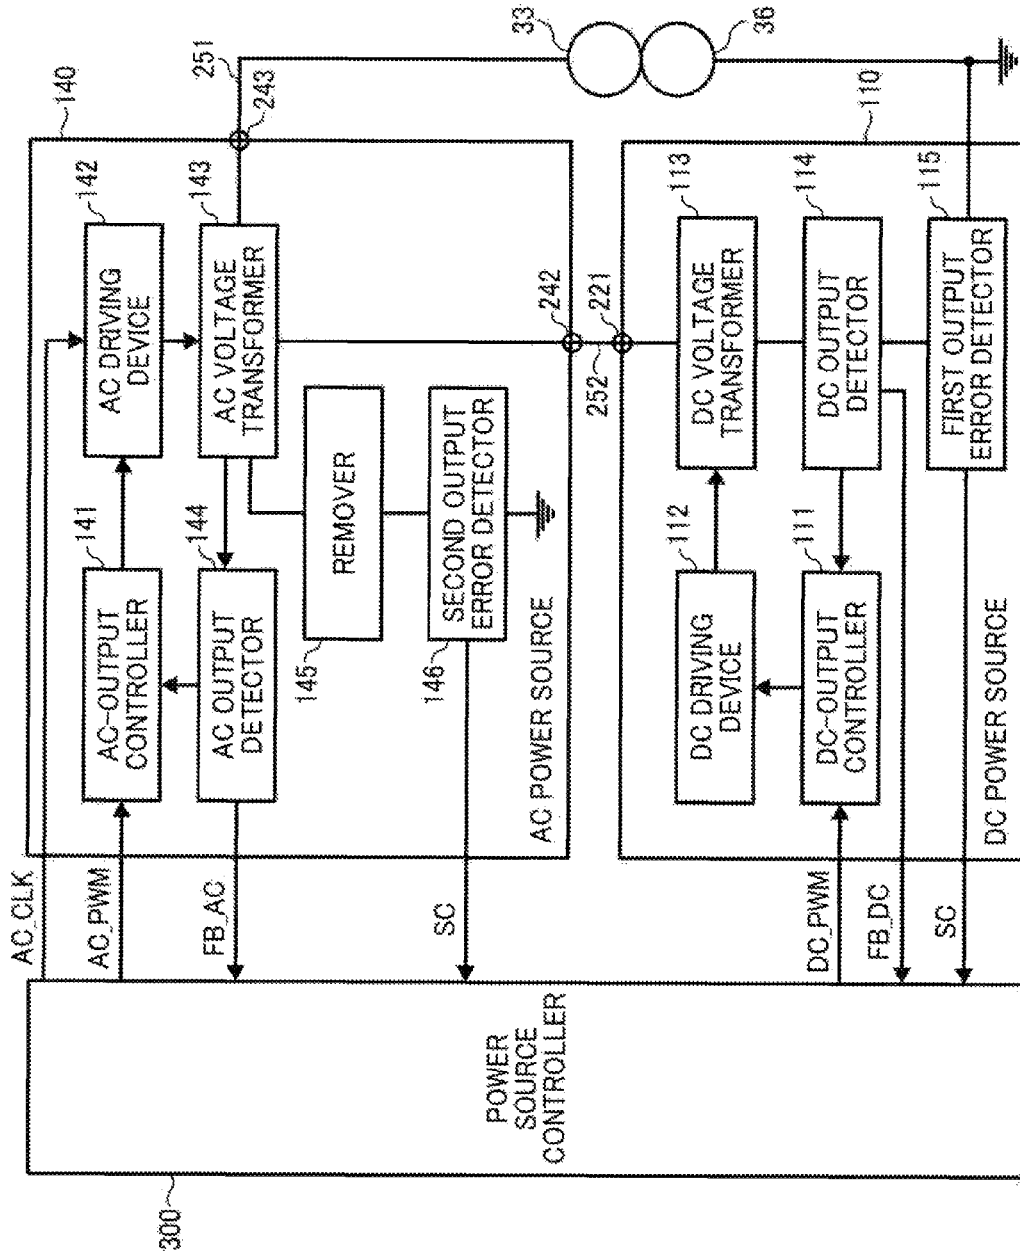 300
POWER
SOURCE
CONTROLLER
AC_CLK
AC_PWM
FB_AC
SC
DC_PWM
FB_DC
SC
140
AC POWER SOURCE
141
AC-OUTPUT
CONTROLLER
142
AC DRIVING
DEVICE
143
AC VOLTAGE
TRANSFORMER
144
AC OUTPUT
DETECTOR
145
REMOVER
146
SECOND OUTPUT
ERROR DETECTOR
243
251
242
252
221
33
36
110
DC POWER SOURCE
112
DC DRIVING
DEVICE
113
DC VOLTAGE
TRANSFORMER
111
DC-OUTPUT
CONTROLLER
114
DC OUTPUT
DETECTOR
115
FIRST OUTPUT
ERROR DETECTOR